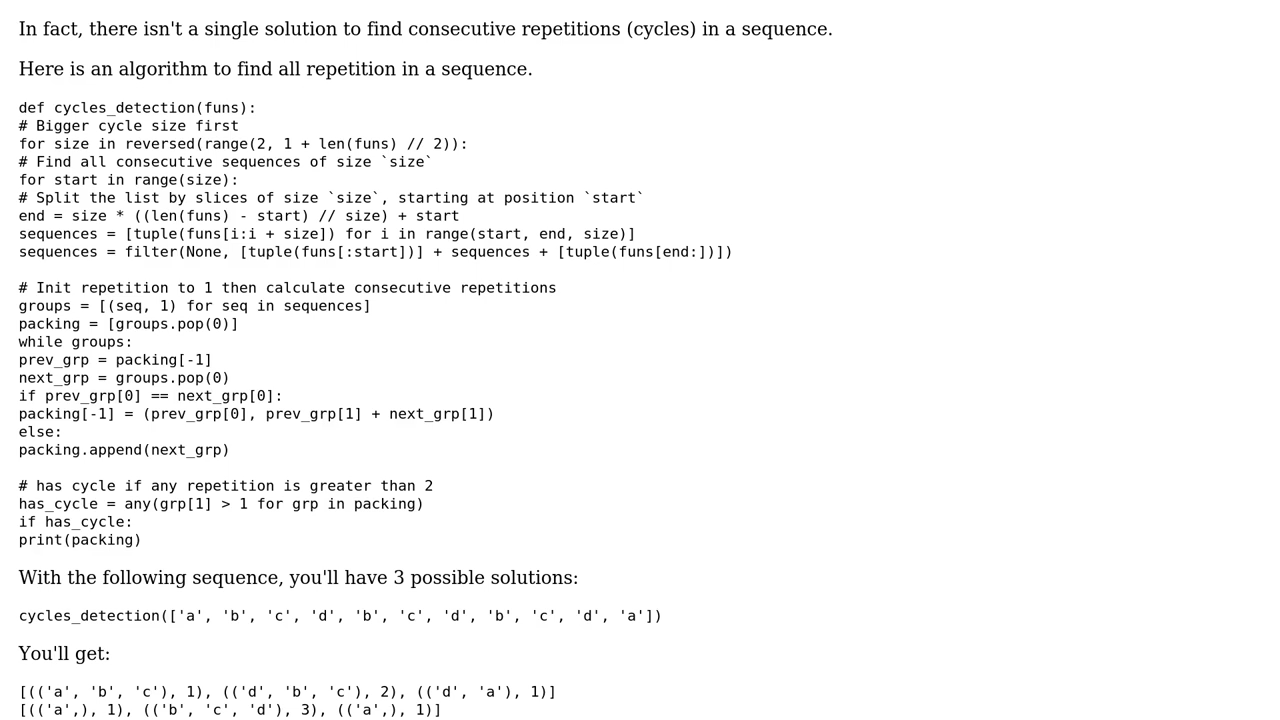 In fact, there isn't a single solution to find consecutive repetitions (cycles) in a sequence.
Here is an algorithm to find all repetition in a sequence.
def cycles_detection(funs):
# Bigger cycle size first
for size in reversed(range(2, 1 + len(funs) // 2)):
# Find all consecutive sequences of size `size`
for start in range(size):
# Split the list by slices of size `size`, starting at position `start`
end = size * ((len(funs) - start) // size) + start
sequences = [tuple(funs[i:i + size]) for i in range(start, end, size)]
sequences = filter(None, [tuple(funs[:start])] + sequences + [tuple(funs[end:])])
# Init repetition to 1 then calculate consecutive repetitions
groups = [(seq, 1) for seq in sequences]
packing = [groups.pop(0)]
while groups:
prev_grp = packing[-1]
next_grp = groups.pop(0)
if prev_grp[0] == next_grp[0]:
packing[-1] = (prev_grp[0], prev_grp[1] + next_grp[1])
else:
packing.append(next_grp)
# has cycle if any repetition is greater than 2
has_cycle = any(grp[1] > 1 for grp in packing)
if has_cycle:
print(packing)
With the following sequence, you'll have 3 possible solutions:
cycles_detection(['a', 'b', 'c', 'd', 'b', 'c', 'd', 'b', 'c', 'd', 'a'])
You'll get:
[(('a', 'b', 'c'), 1), (('d', 'b', 'c'), 2), (('d', 'a'), 1)]
[(('a',), 1), (('b', 'c', 'd'), 3), (('a',), 1)]